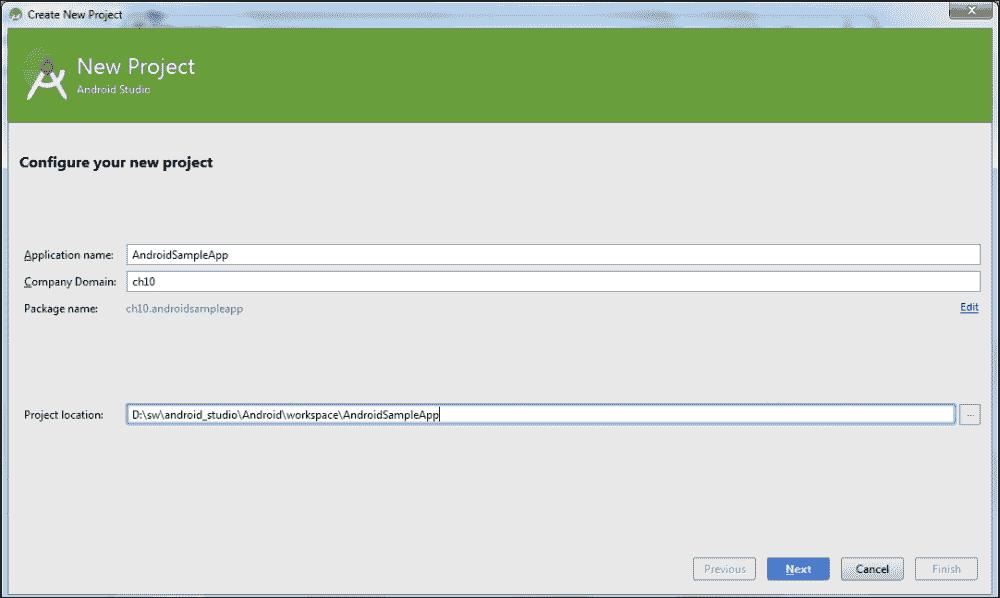 Create New Project
New Project
Android Studio
Configure your new project
Application name: AndroidSampleApp
Company Domain: ch10
Package name: ch10.androidsampleapp Edit
Project location: D:\sw\android_studio\Android\workspace\AndroidSampleApp ...
Previous Next Cancel Finish